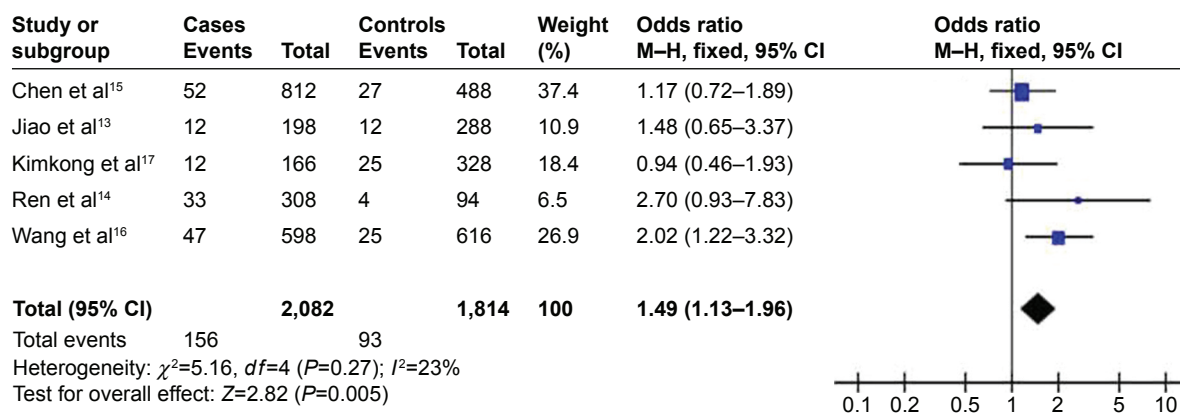 Study or subgroup Cases Events Total Controls Events Total Weight (%) Odds ratio M–H, fixed, 95% CI Odds ratio M–H, fixed, 95% CI
Chen et al15 52 812 27 488 37.4 1.17 (0.72–1.89)
Jiao et al13 12 198 12 288 10.9 1.48 (0.65–3.37)
Kimkong et al17 12 166 25 328 18.4 0.94 (0.46–1.93)
Ren et al14 33 308 4 94 6.5 2.70 (0.93–7.83)
Wang et al16 47 598 25 616 26.9 2.02 (1.22–3.32)
Total (95% CI) 2,082 1,814 100 1.49 (1.13–1.96)
Total events 156 93
Heterogeneity: χ2=5.16, df=4 (P=0.27); I2=23%
Test for overall effect: Z=2.82 (P=0.005)
0.1 0.2 0.5 1 2 5 10